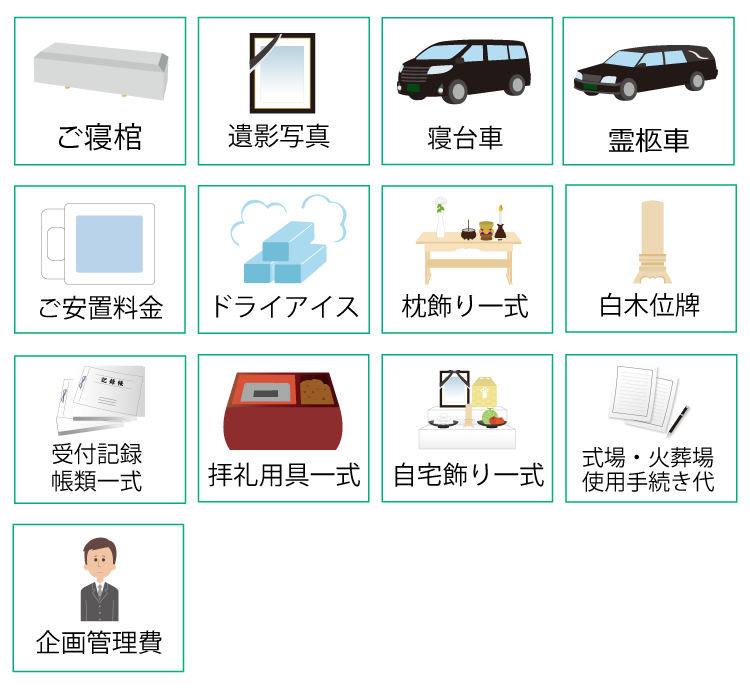 ご寝棺
遺影写真
寝台車
霊柩車
ご安置料金
ドライアイス
枕飾り一式
白木位牌
記録帳
受付記録
帳類一式
拝礼用具一式
自宅飾り一式
式場・火葬場
使用手続き代
企画管理費